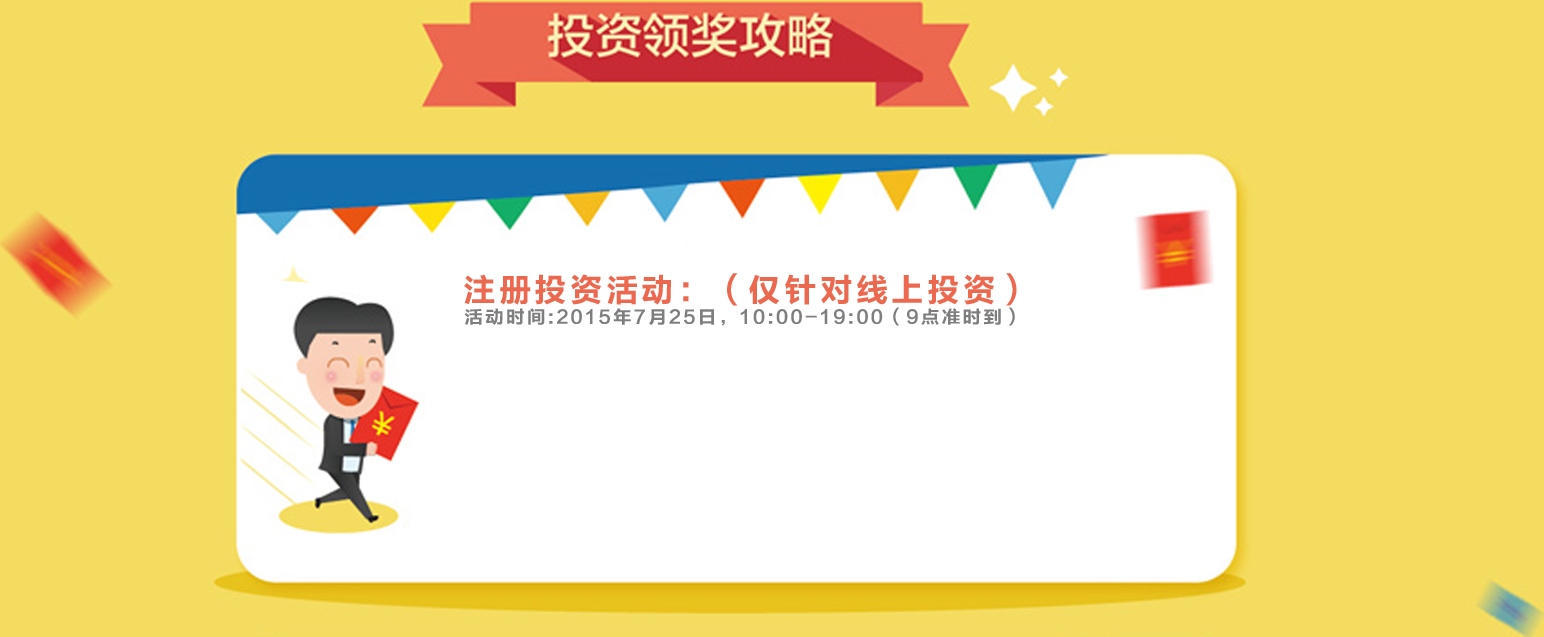 投资领奖攻略
注册投资活动：（仅针对线上投资）
活动时间:2015年7月25日，10:00-19:00（9点准时到）
¥